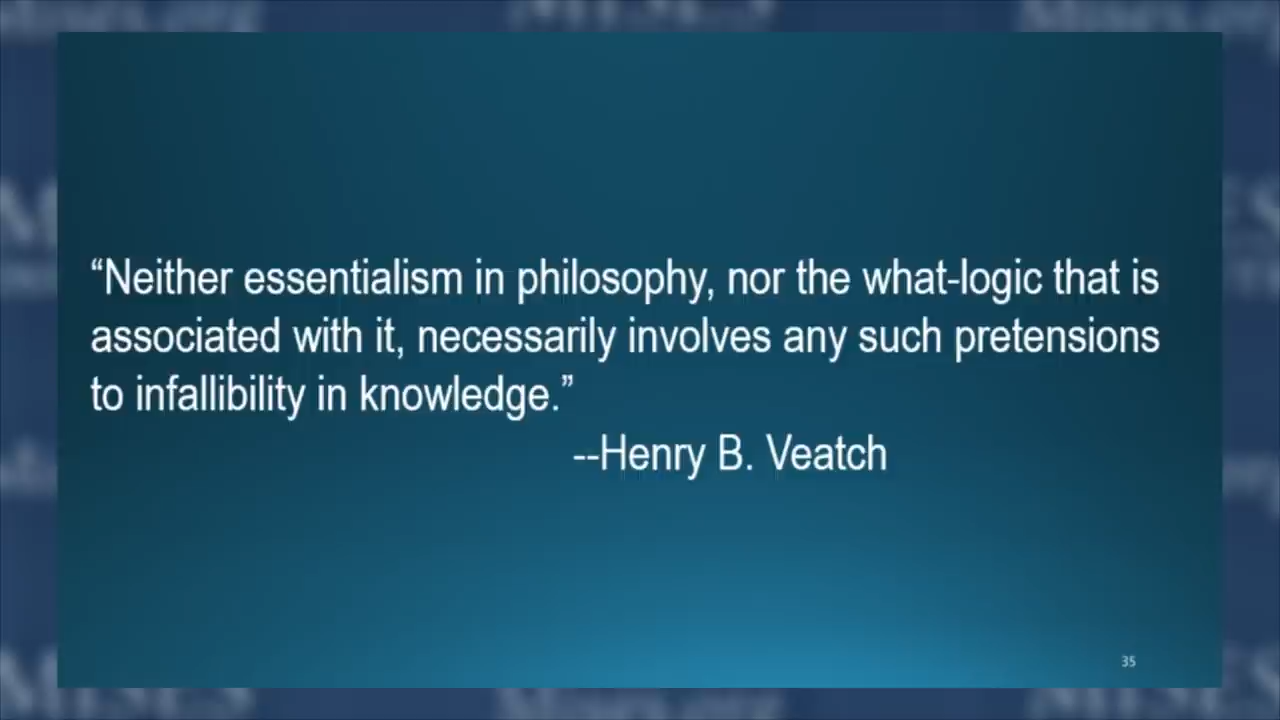 “Neither essentialism in philosophy, nor the what-logic that is
associated with it, necessarily involves any such pretensions
to infallibility in knowledge.”
--Henry B. Veatch
35